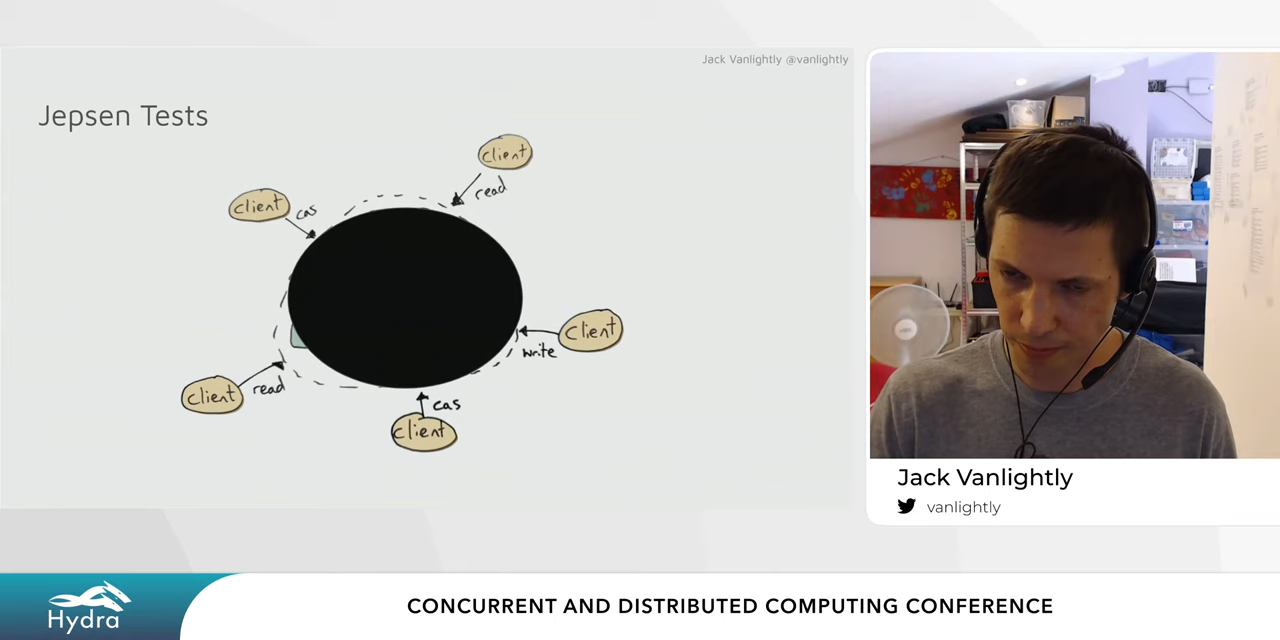 Jack Vanlightly @vanlightly
Jepsen Tests
client
read
client
cas
client
write
client
read
client
cas
Jack Vanlightly
vanlightly
Hydra
CONCURRENT AND DISTRIBUTED COMPUTING CONFERENCE